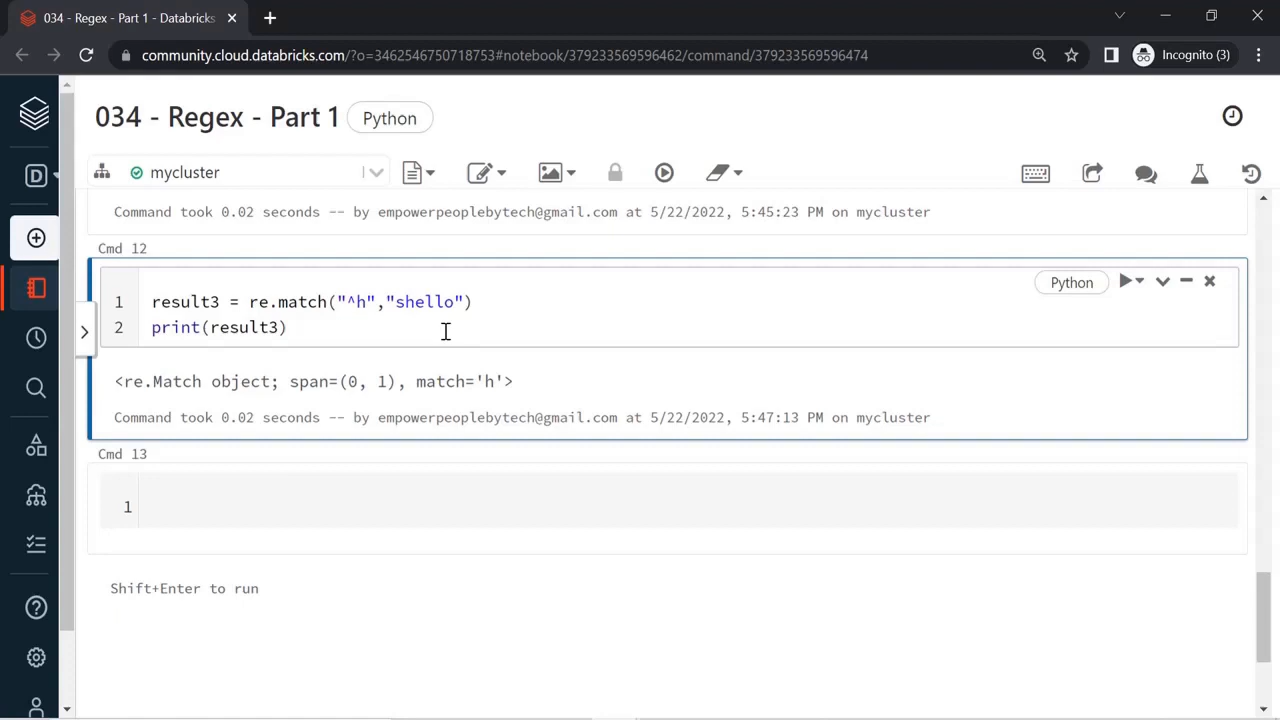 034 - Regex - Part 1 - Databricks
community.cloud.databricks.com/?o=3462546750718753#notebook/379233569596462/command/379233569596474
Incognito (3)
034 - Regex - Part 1 Python
mycluster
D
Command took 0.02 seconds -- by empowerpeoplebytech@gmail.com at 5/22/2022, 5:45:23 PM on mycluster
Cmd 12
Python
1 result3 = re.match("^h","shello")
2 print(result3)
<re.Match object; span=(0, 1), match='h'>
Command took 0.02 seconds -- by empowerpeoplebytech@gmail.com at 5/22/2022, 5:47:13 PM on mycluster
Cmd 13
1
Shift+Enter to run